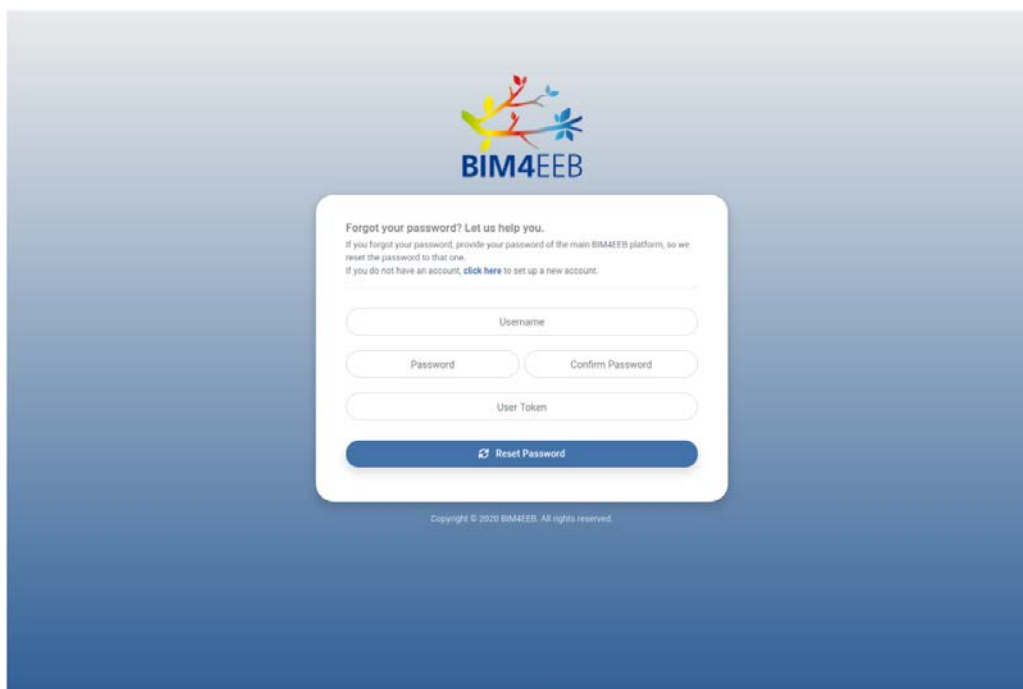 BIM4EEB
Forgot your password? Let us help you.
If you forgot your password, provide your password of the main BIM4EEB platform, so we
reset the password to that one.
If you do not have an account, click here to set up a new account.
Username
Password Confirm Password
User Token
Reset Password
Copyright © 2020 BIM4EEB. All rights reserved.